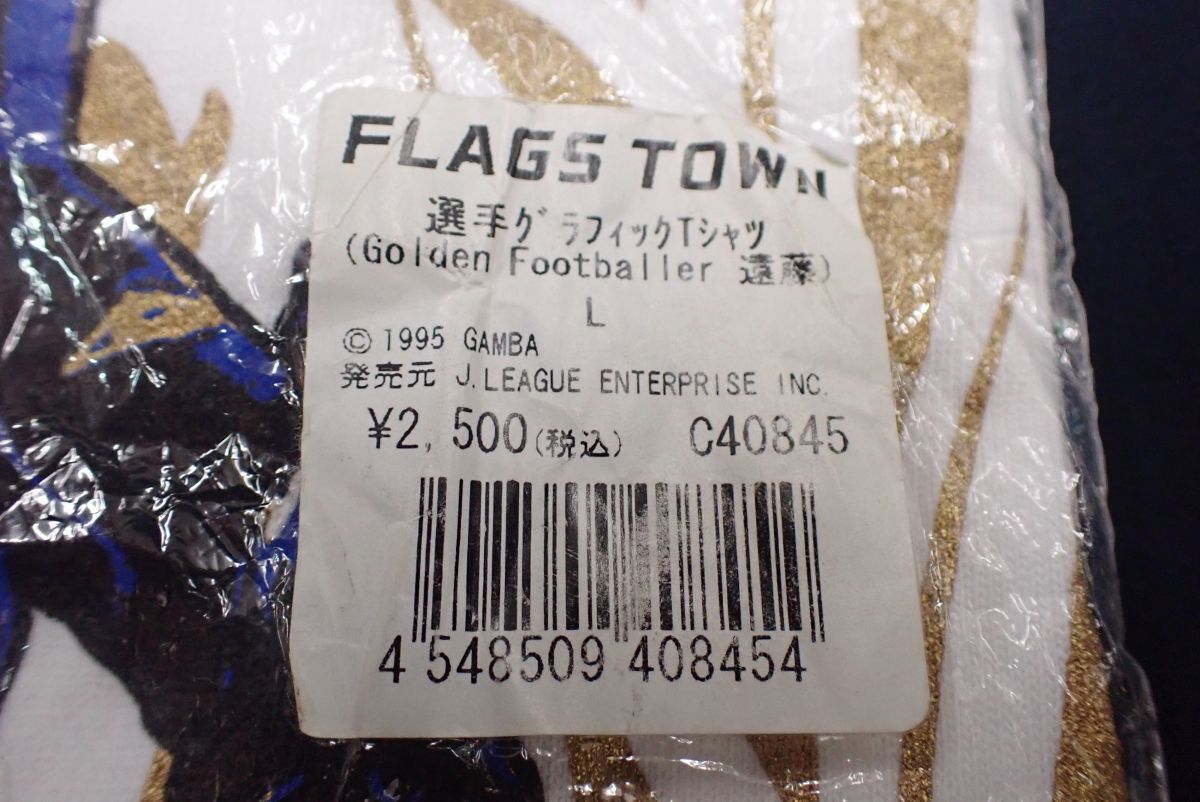 FLAGS TOWN
選手グラフィックTシャツ
(Golden Footballer 遠藤)
L
© 1995 GAMBA
発売元 J.LEAGUE ENTERPRISE INC.
¥2,500(税込) C40845
4 548509 408454